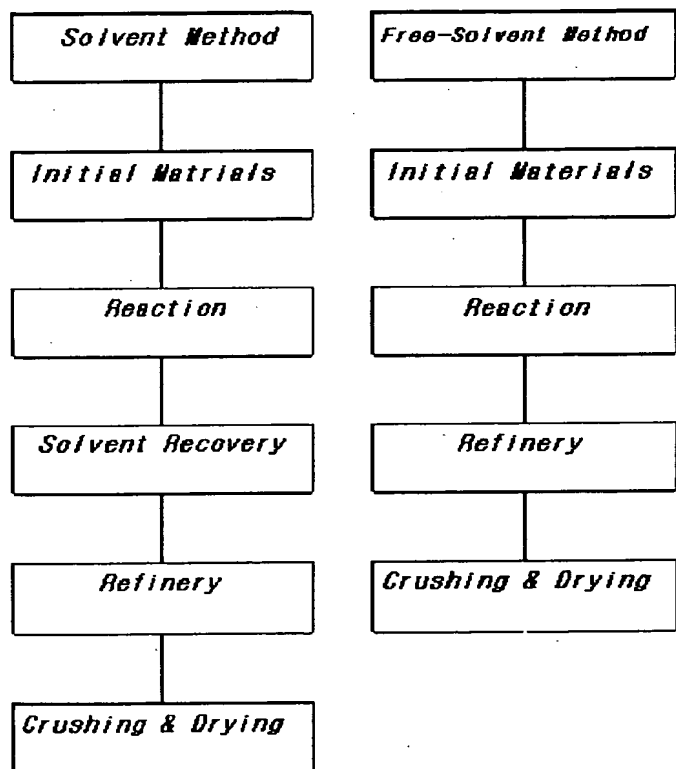 Solvent Method
Initial Matrials
Reaction
Solvent Recovery
Refinery
Crushing & Drying
Free-Solvent Method
Initial Materials
Reaction
Refinery
Crushing & Drying